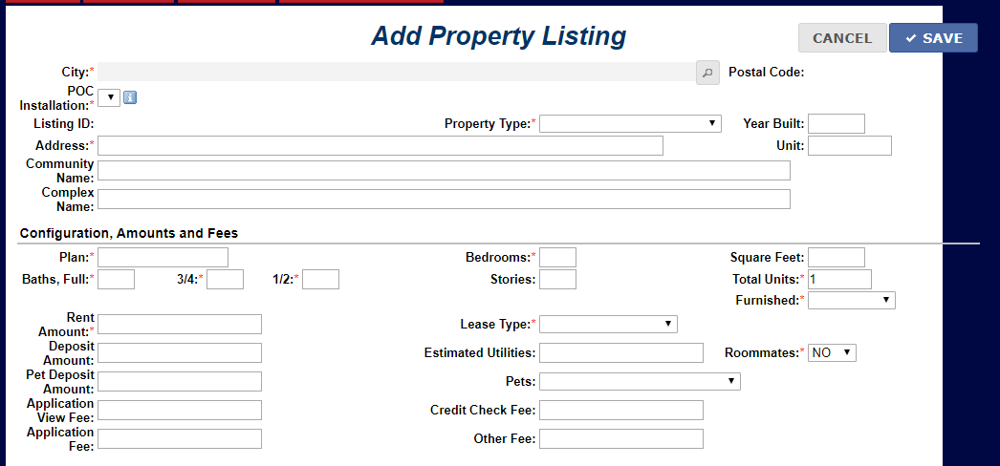 Add Property Listing
CANCEL
SAVE
City:*
Postal Code:
POC
Installation:*
i
Listing ID:
Property Type:*
Year Built:
Address:*
Unit:
Community
Name:
Complex
Name:
Configuration, Amounts and Fees
Plan:*
Bedrooms:*
Square Feet:
Baths, Full:*
3/4:*
1/2:*
Stories:
Total Units:* 1
Furnished:*
Rent
Amount:*
Lease Type:*
Deposit
Amount:
Estimated Utilities:
Roommates:* NO
Pet Deposit
Amount:
Pets:
Application
View Fee:
Credit Check Fee:
Application
Fee:
Other Fee: